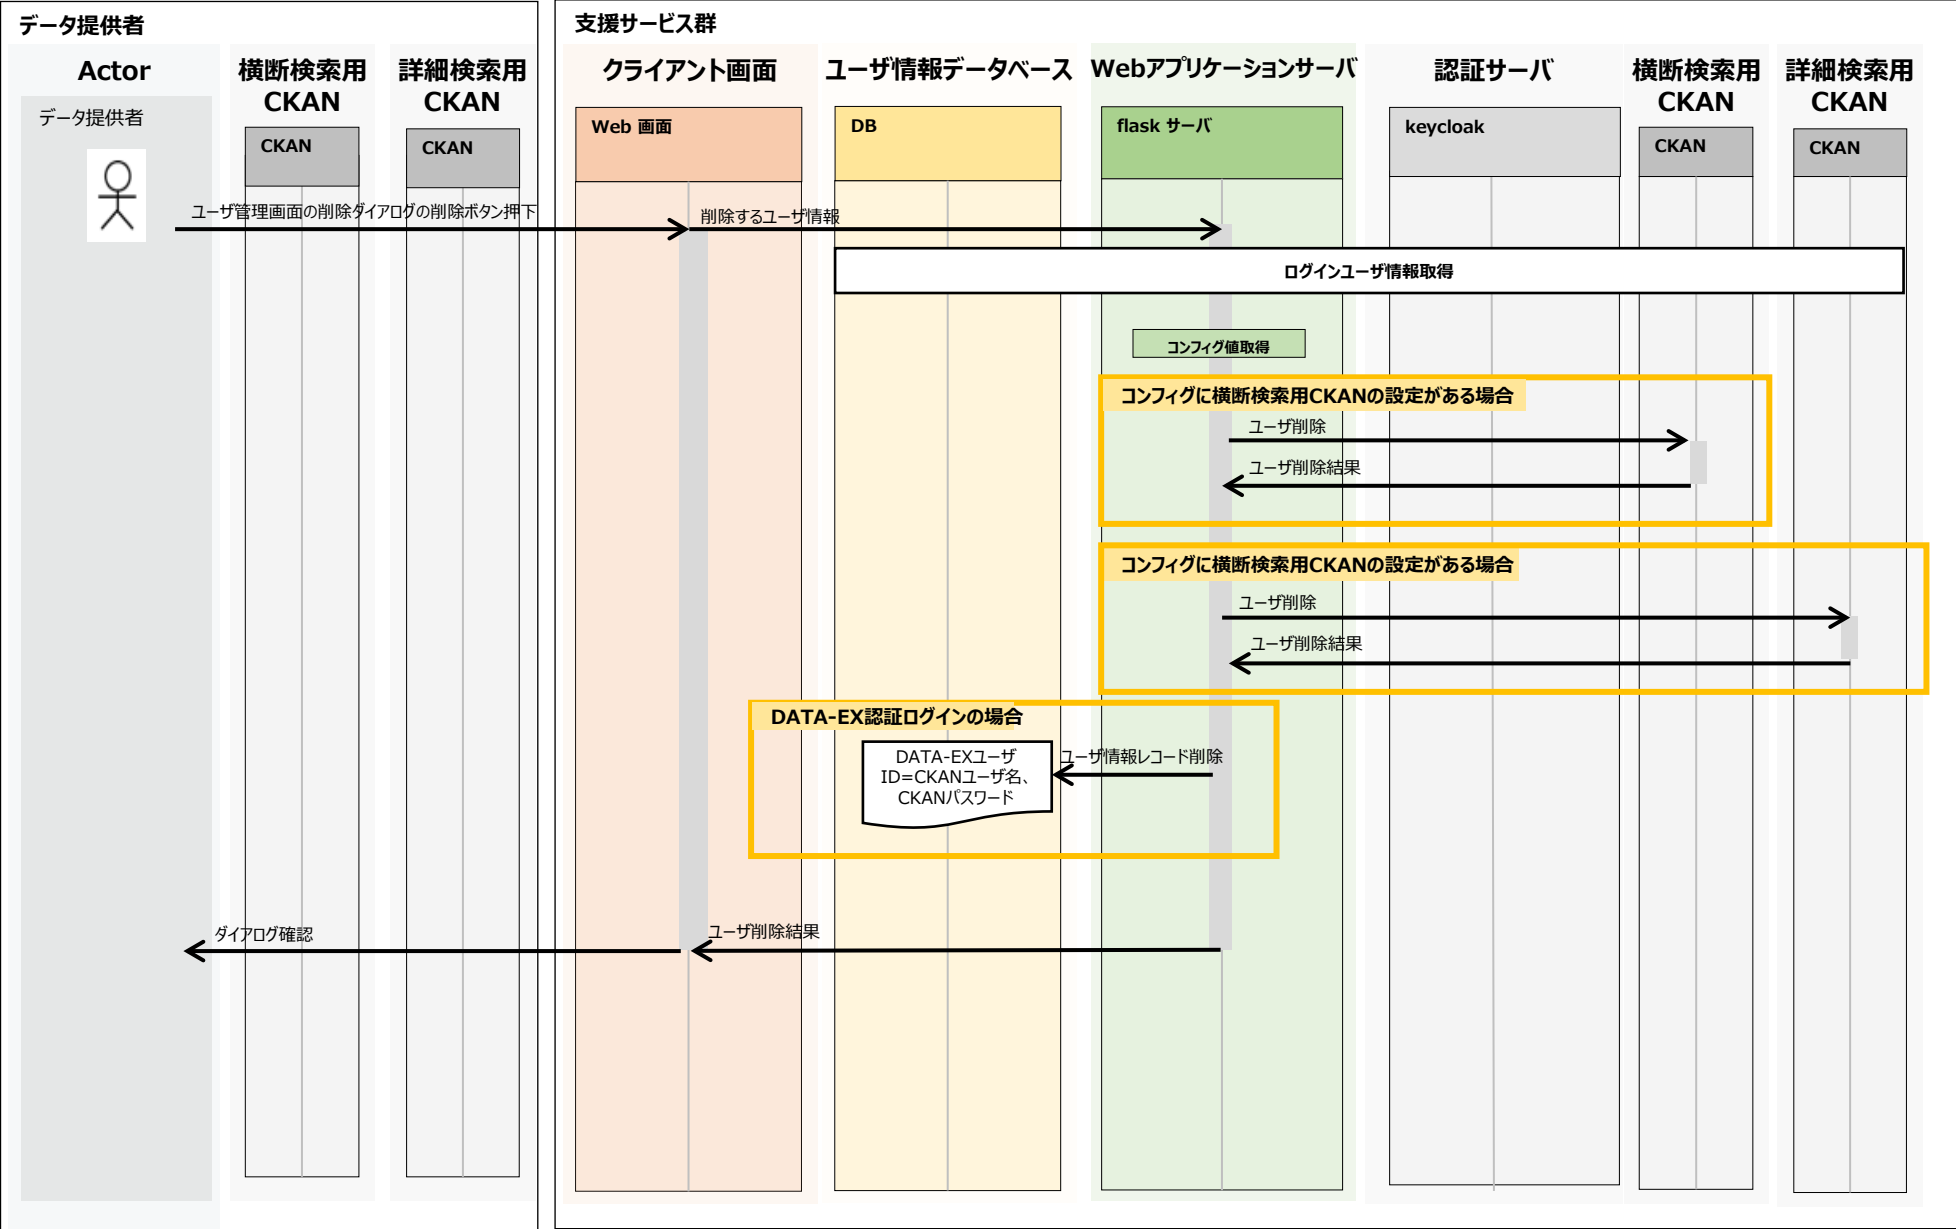 データ提供者
支援サービス群
Actor
横断検索用
CKAN
詳細検索用
CKAN
クライアント画面
ユーザ情報データベース
Webアプリケーションサーバ
認証サーバ
横断検索用
CKAN
詳細検索用
CKAN
データ提供者
CKAN
CKAN
Web 画面
DB
flask サーバ
keycloak
CKAN
CKAN
ユーザ管理画面の削除ダイアログの削除ボタン押下
削除するユーザ情報
ログインユーザ情報取得
コンフィグ値取得
コンフィグに横断検索用CKANの設定がある場合
ユーザ削除
ユーザ削除結果
コンフィグに横断検索用CKANの設定がある場合
ユーザ削除
ユーザ削除結果
DATA-EX認証ログインの場合
DATA-EXユーザ
ID=CKANユーザ名、
CKANパスワード
ユーザ情報レコード削除
ユーザ削除結果
ダイアログ確認